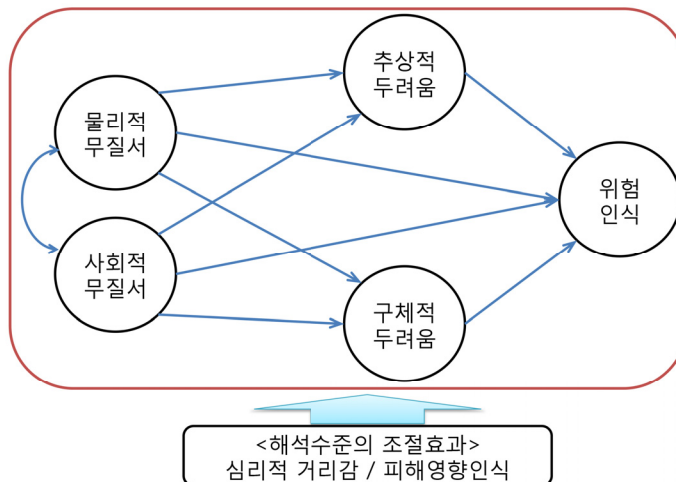 추상적
두려움
물리적
무질서
위험
인식
사회적
무질서
구체적
두려움
<해석수준의 조절효과>
심리적 거리감 / 피해영향인식